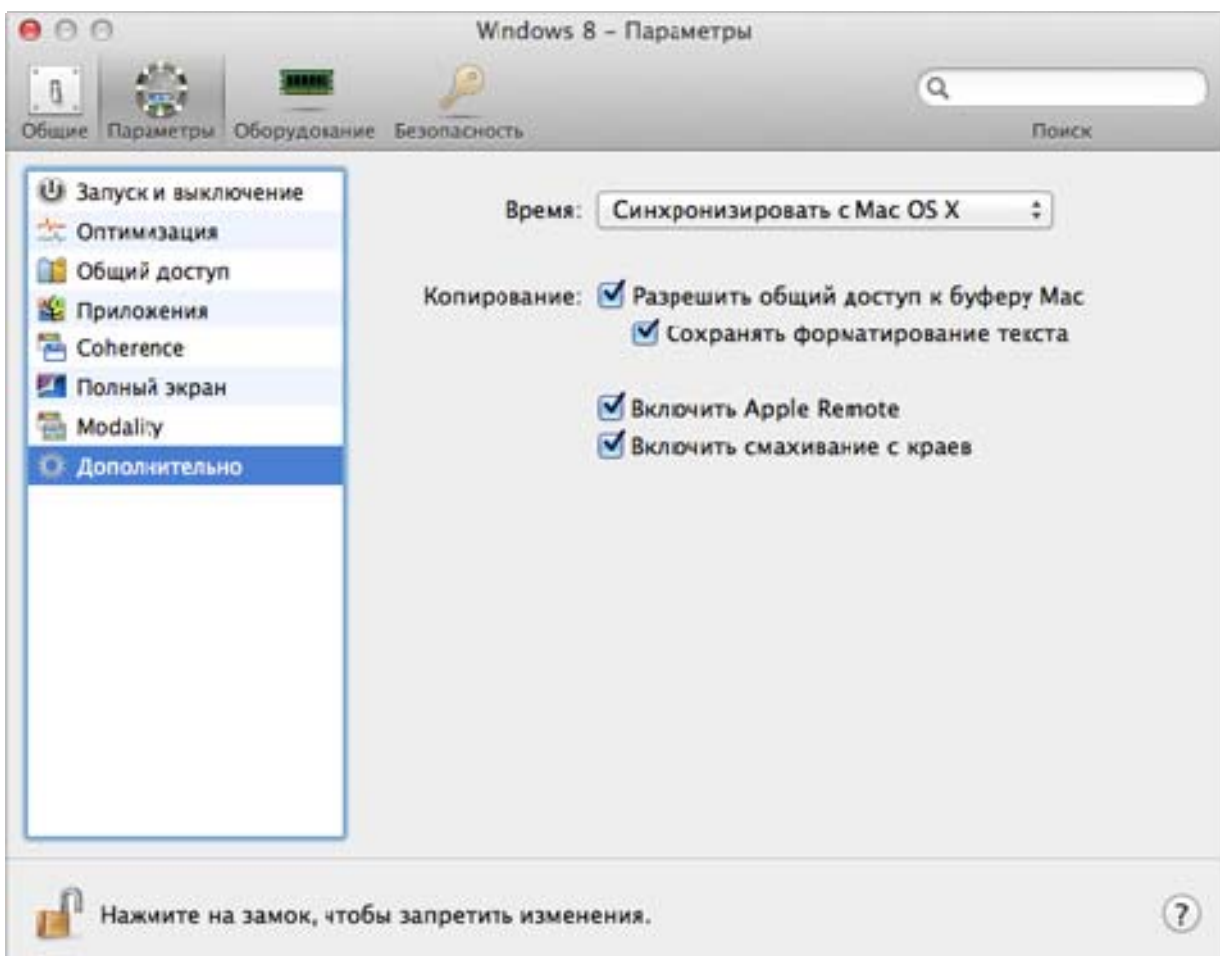 Windows 8 – Параметры
Общие Параметры Оборудование Безопасность Поиск
Запуск и выключение
Оптимизация
Общий доступ
Приложения
Coherence
Полный экран
Modality
Дополнительно
Время: Синхронизировать с Mac OS X
Копирование: Разрешить общий доступ к буферу Mac
Сохранять форматирование текста
Включить Apple Remote
Включить смахивание с краев
Нажмите на замок, чтобы запретить изменения.
?